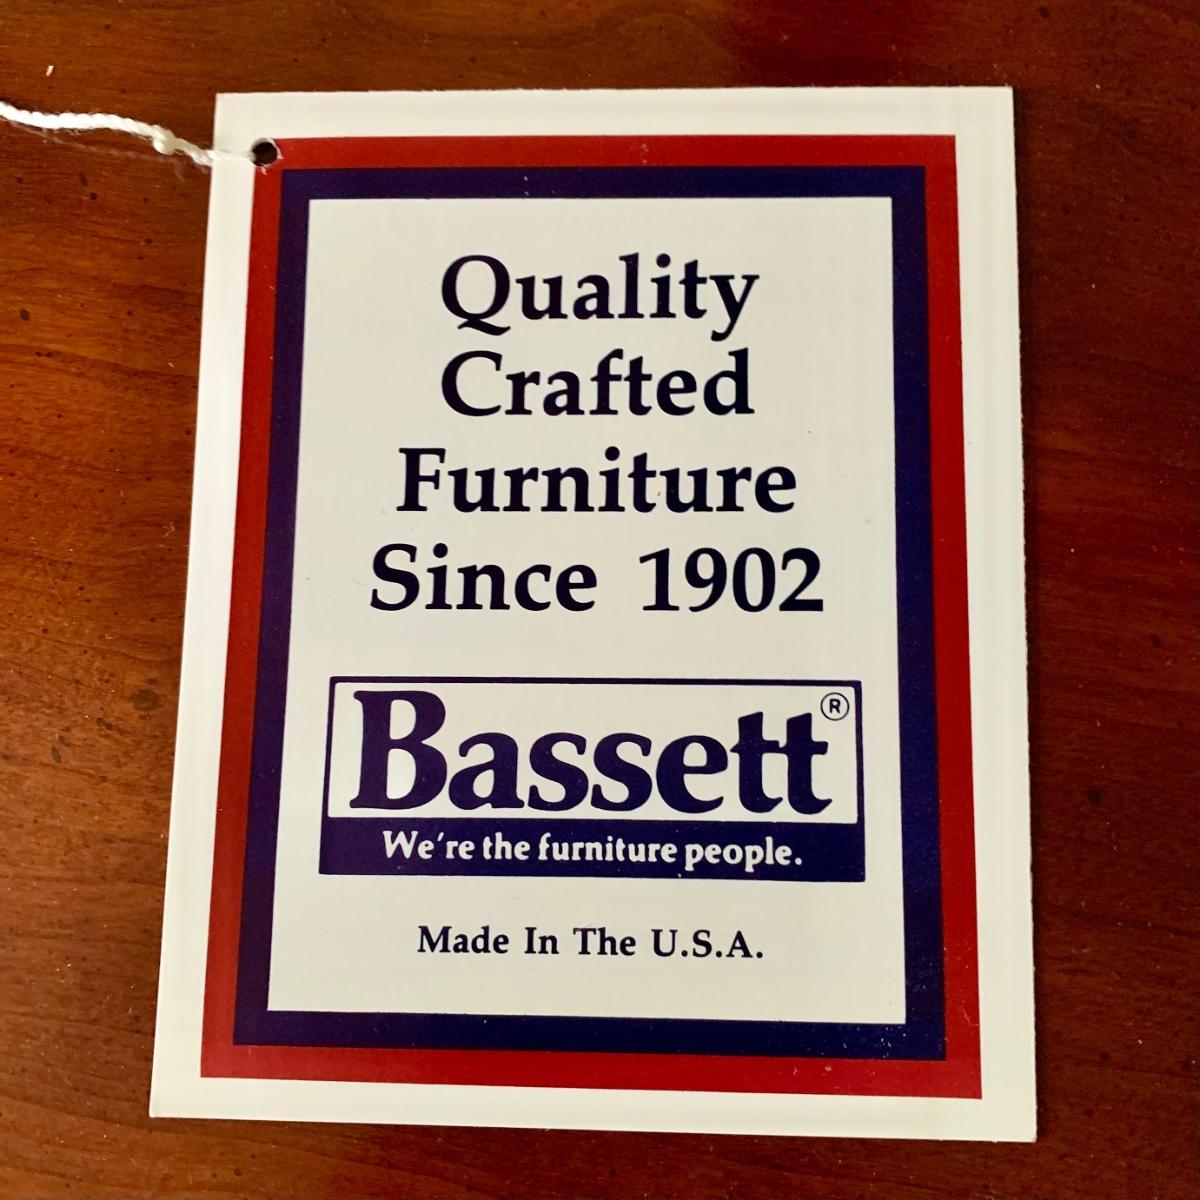 Quality
Crafted
Furniture
Since 1902
Bassett®
We're the furniture people.
Made In The U.S.A.